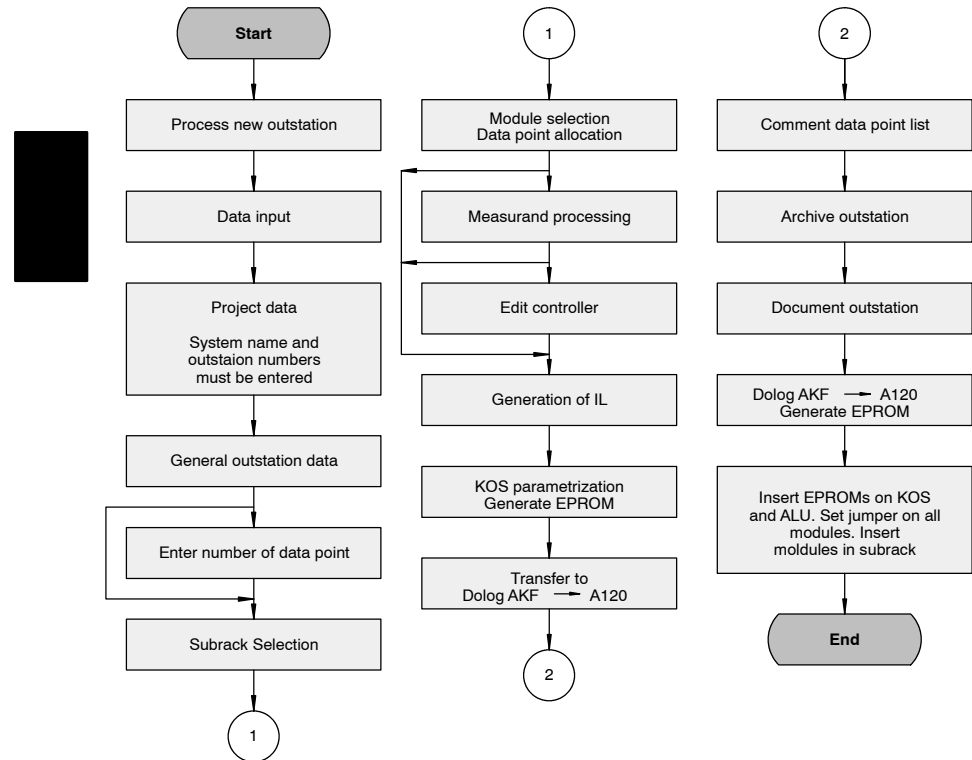 Start
Process new outstation
Data input
Project data
System name and
outstaion numbers
must be entered
General outstation data
Enter number of data point
Subrack Selection
1
1
Module selection
Data point allocation
Measurand processing
Edit controller
Generation of IL
KOS parametrization
Generate EPROM
Transfer to
Dolog AKF → A120
2
2
Comment data point list
Archive outstation
Document outstation
Dolog AKF → A120
Generate EPROM
Insert EPROMs on KOS
and ALU. Set jumper on all
modules. Insert
moldules in subrack
End